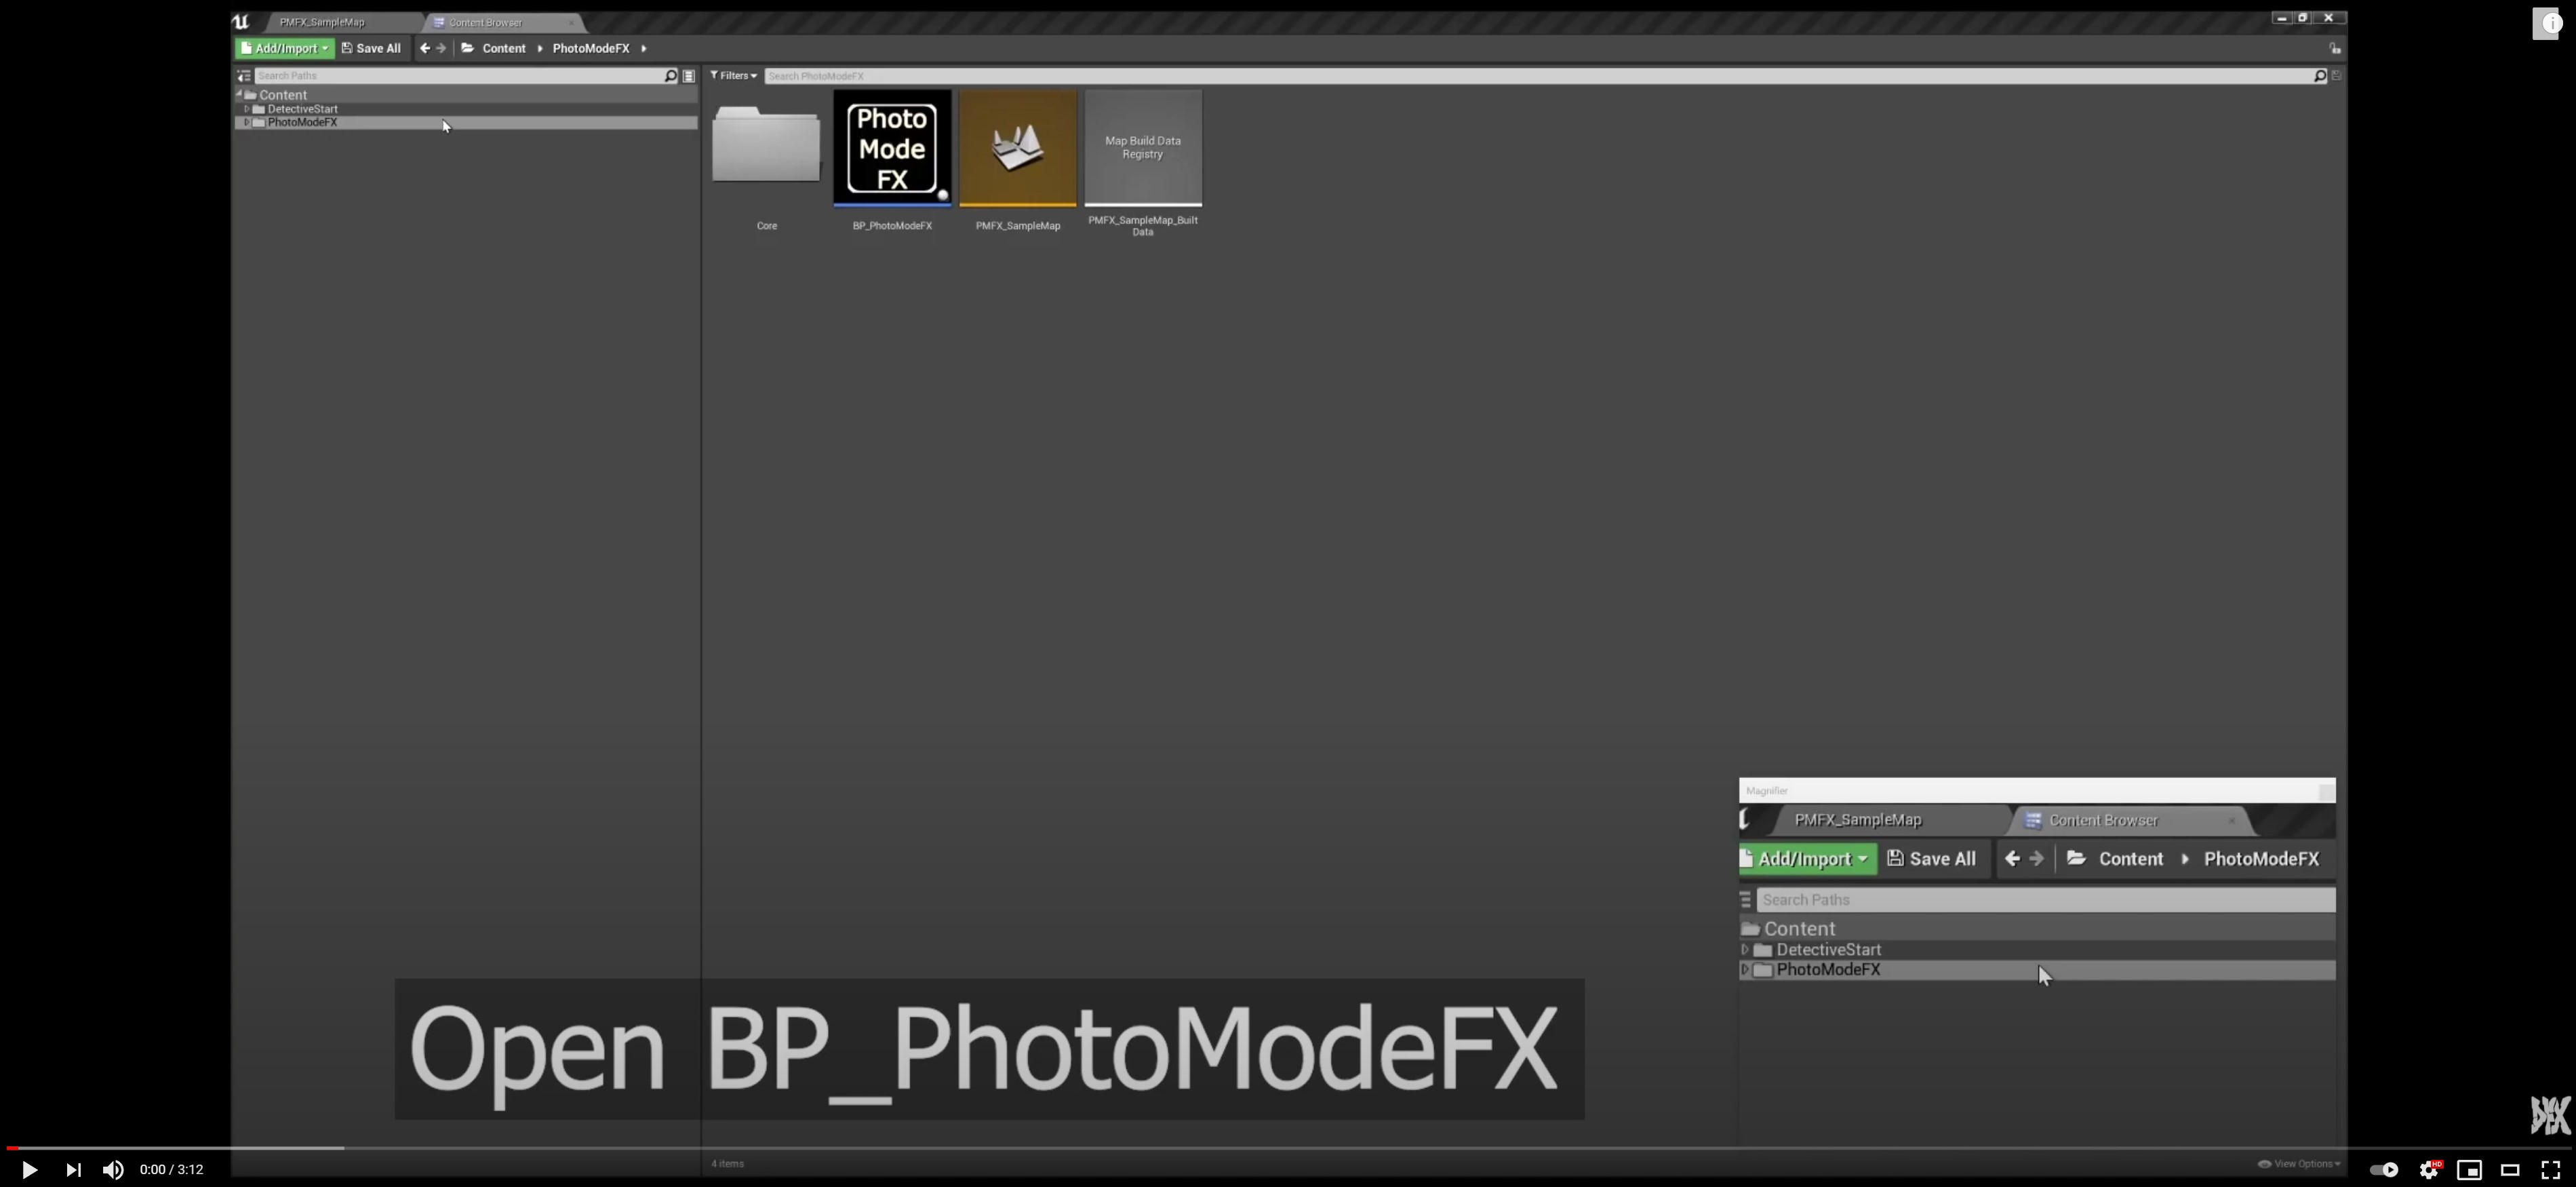 PMFX_SampleMap
Content Browser
Add/Import
Save All
Content
PhotoModeFX
Search Paths
Filters
Search PhotoModeFX
Content
DetectiveStart
PhotoModeFX
Photo
Mode
FX
Map Build Data
Registry
Core
BP_PhotoModeFX
PMFX_SampleMap
PMFX_SampleMap_Built
Data
Magnifier
PMFX_SampleMap
Content Browser
Add/Import
Save All
Content
PhotoModeFX
Search Paths
Content
DetectiveStart
PhotoModeFX
Open BP_PhotoModeFX
4 items
View Options
0:00 / 3:12
HD